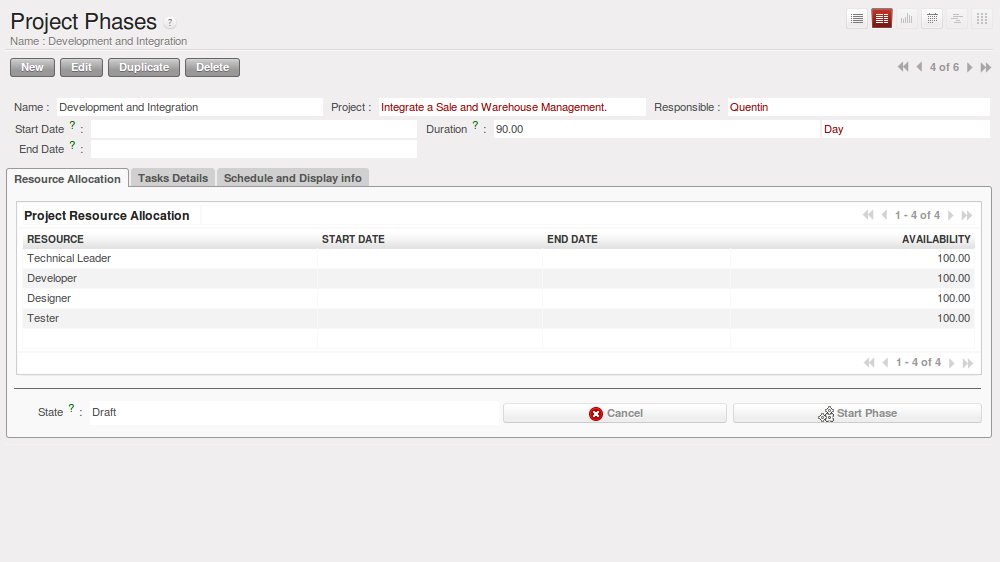 Project Phases ?
Name : Development and Integration
New Edit Duplicate Delete 4 of 6
Name : Development and Integration Project : Integrate a Sale and Warehouse Management. Responsible : Quentin
Start Date ? : Duration ? : 90.00 Day
End Date ? :
Resource Allocation Tasks Details Schedule and Display info
Project Resource Allocation 1 - 4 of 4
RESOURCE START DATE END DATE AVAILABILITY
Technical Leader 100.00
Developer 100.00
Designer 100.00
Tester 100.00
1 - 4 of 4
State ? : Draft Cancel Start Phase